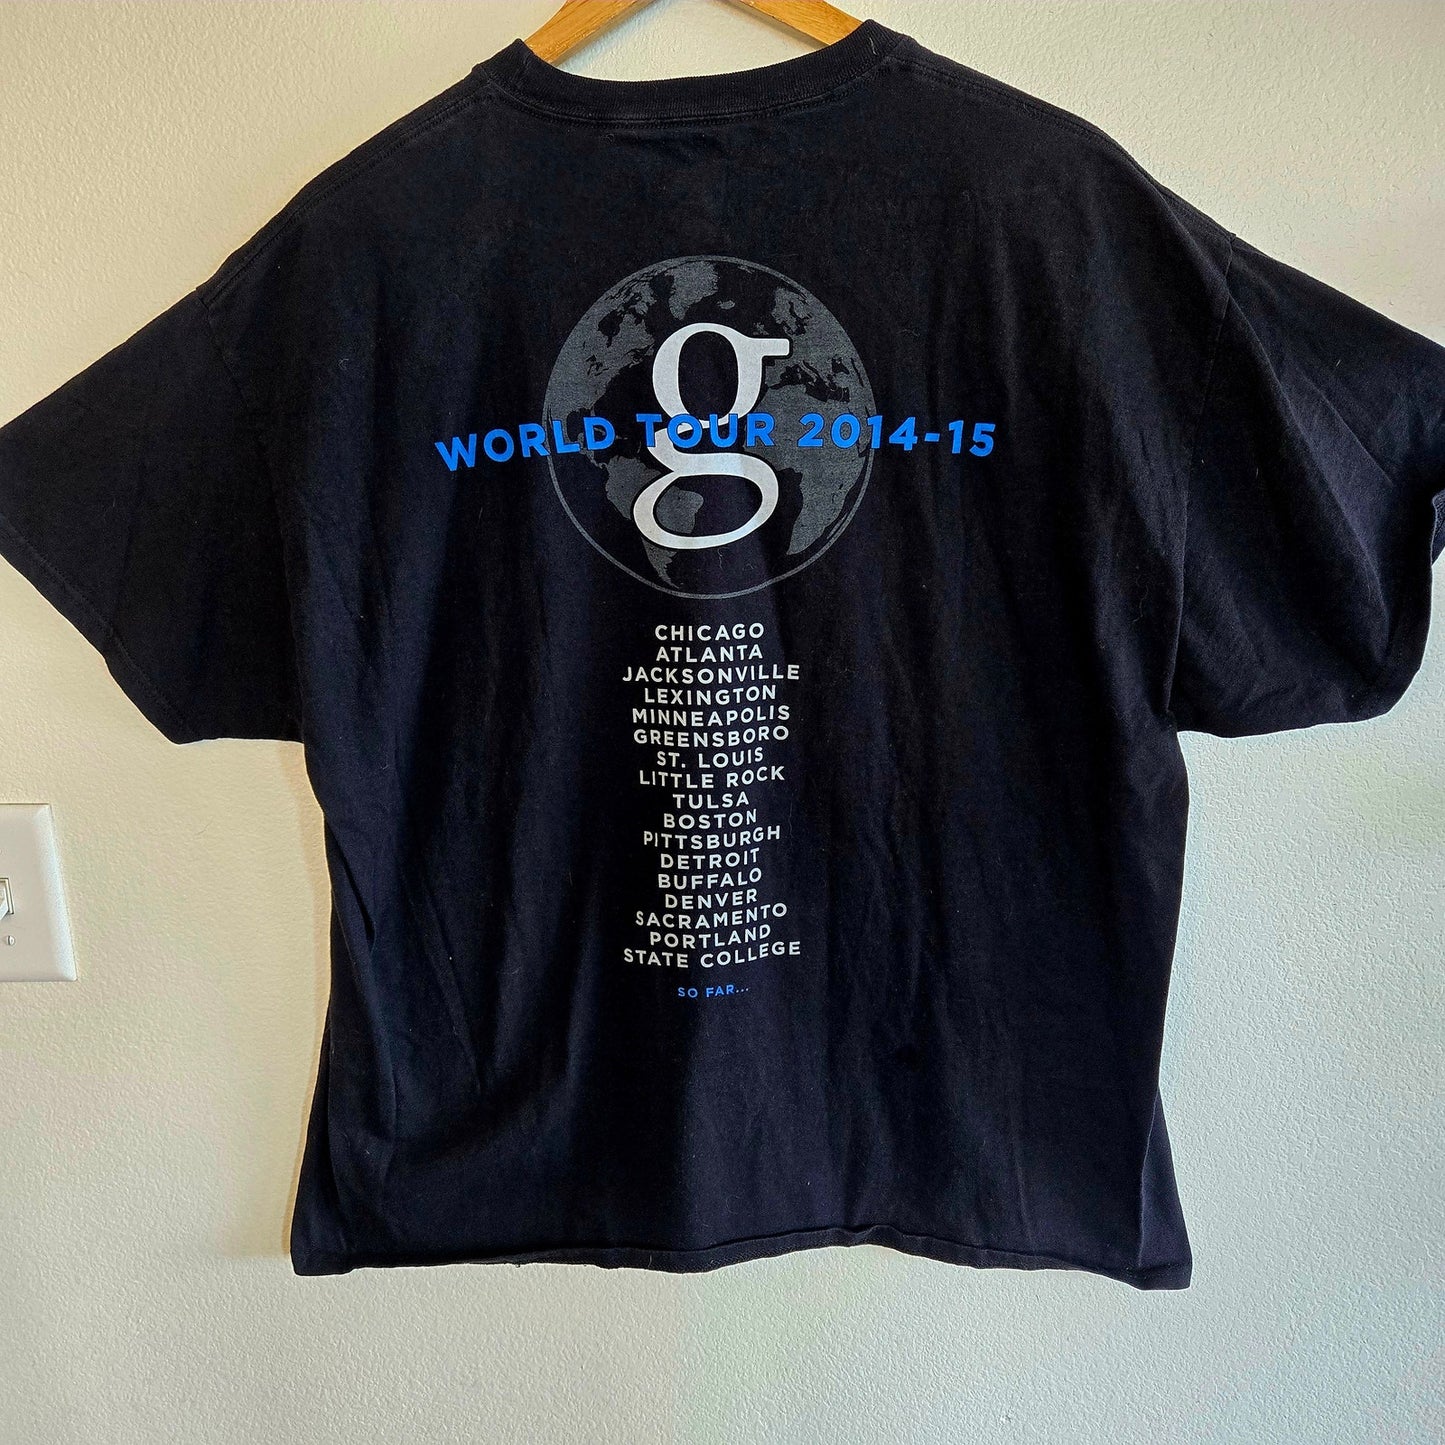 g
WORLD TOUR 2014-15
CHICAGO
ATLANTA
JACKSONVILLE
LEXINGTON
MINNEAPOLIS
GREENSBORO
ST. LOUIS
LITTLE ROCK
TULSA
BOSTON
PITTSBURGH
DETROIT
BUFFALO
DENVER
SACRAMENTO
PORTLAND
STATE COLLEGE
SO FAR...